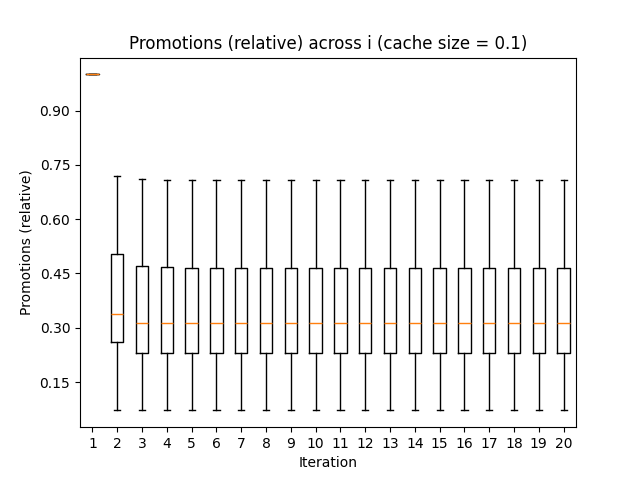 Promotions (relative) across i (cache size = 0.1)
Promotions (relative)
0.90
0.75
0.60
0.45
0.30
0.15
1 2 3 4 5 6 7 8 9 10 11 12 13 14 15 16 17 18 19 20
Iteration